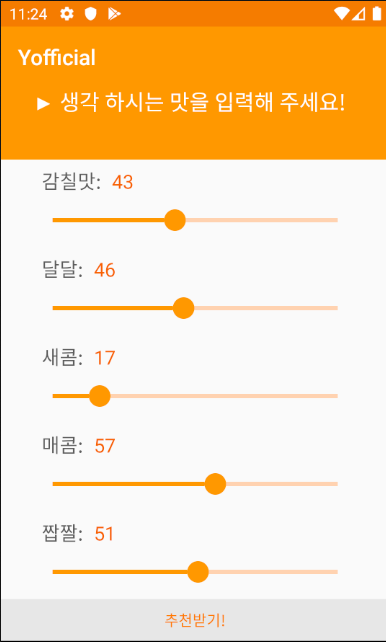 11:24
Yofficial
► 생각 하시는 맛을 입력해 주세요!
감칠맛: 43
달달: 46
새콤: 17
매콤: 57
짭짤: 51
추천받기!